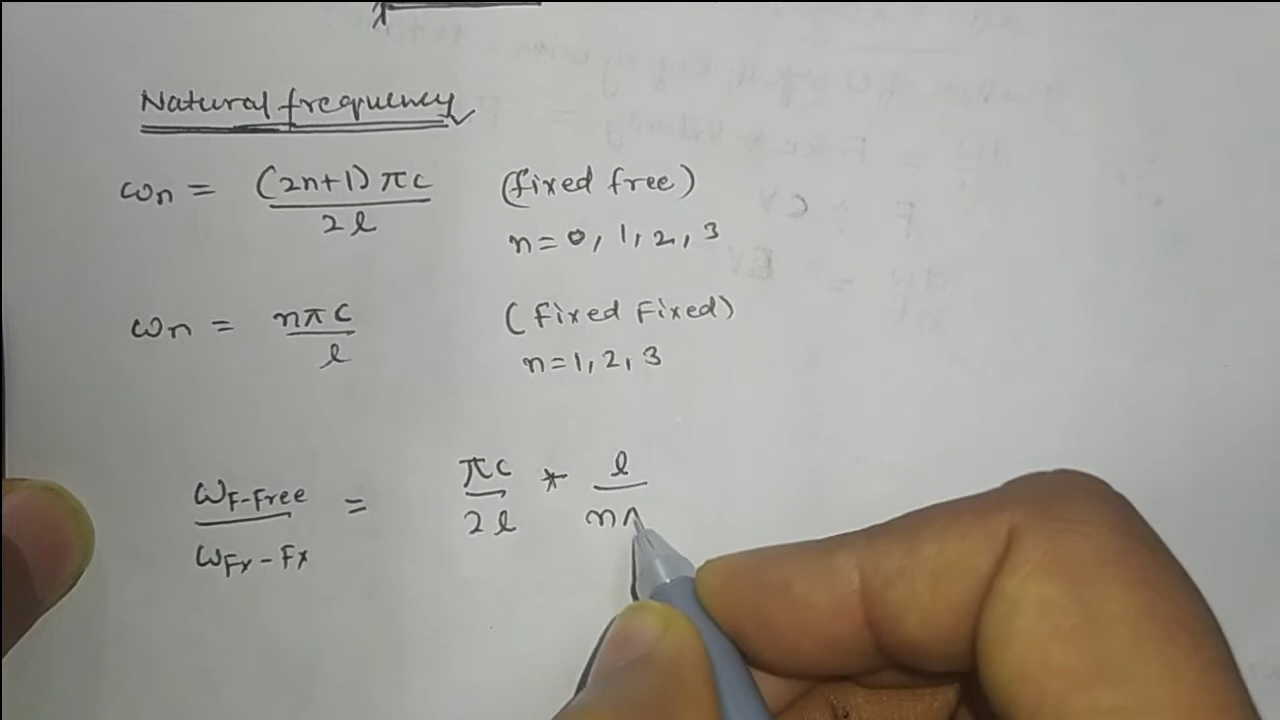 Natural frequency
ωn = (2n+1)πc / 2l (fixed free)
n=0, 1, 2, 3
ωn = nπc / l (Fixed Fixed)
n=1, 2, 3
ωF-Free / ωFx-Fx = πc / 2l * l / n